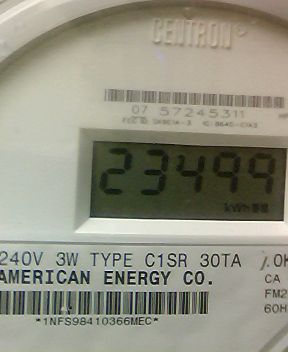 CENTRON®
07 57245311
23499
kWh
240V 3W TYPE C1SR 30TA
AMERICAN ENERGY CO.
CA
FM2
60H
*1NFS98410366MEC*